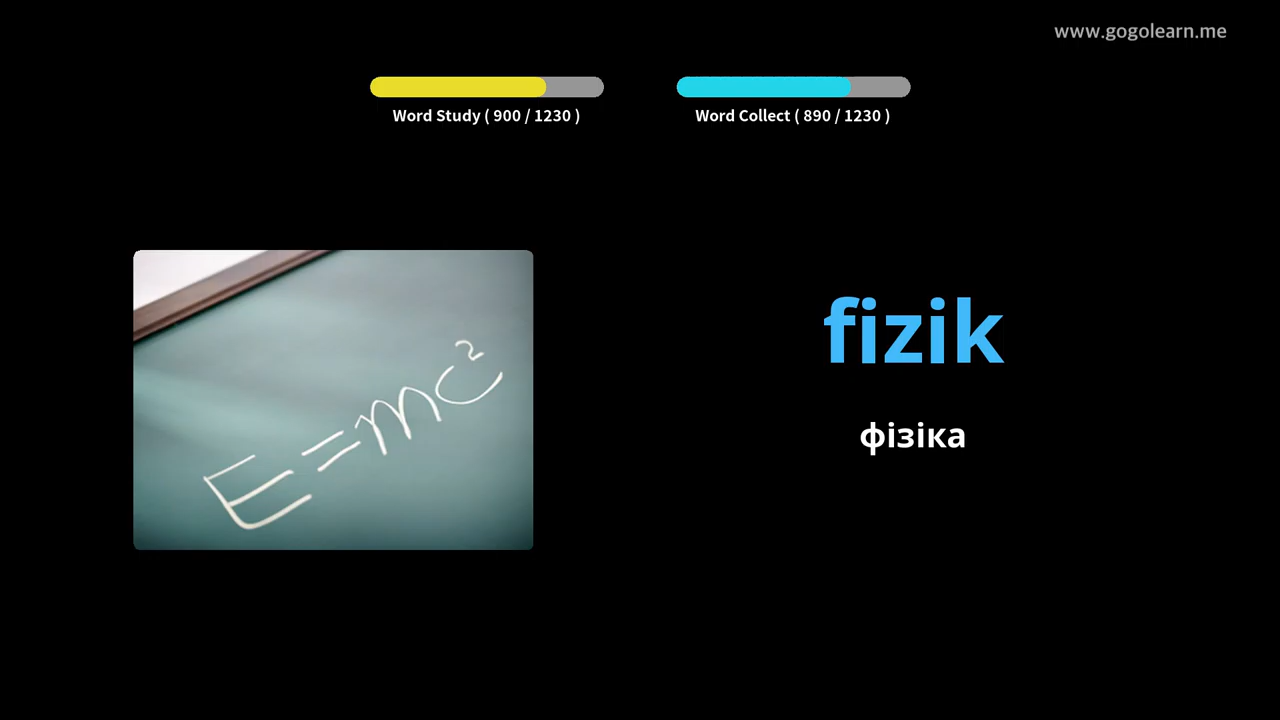 www.gogolearn.me
Word Study ( 900 / 1230 )
Word Collect ( 890 / 1230 )
E=mc²
fizik
фізіка